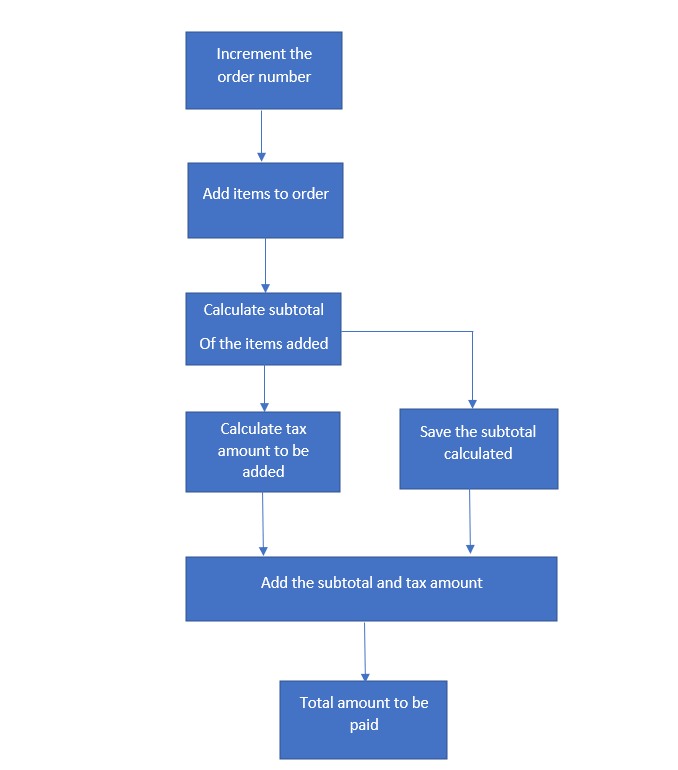 Increment the
order number
Add items to order
Calculate subtotal
Of the items added
Calculate tax
amount to be
added
Save the subtotal
calculated
Add the subtotal and tax amount
Total amount to be
paid